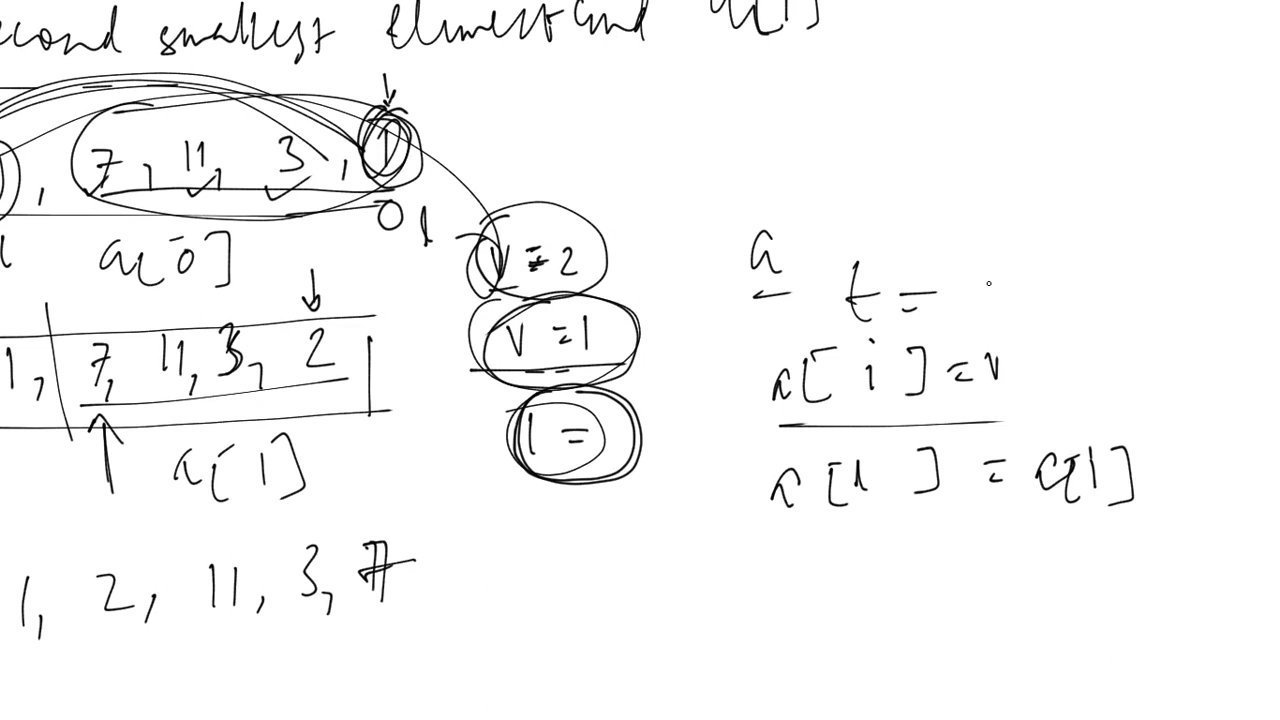 second smallest element and a[1]
, 7, 11, 3, 1
0 1
a[0]
v = 2
a
t =
1, 7, 11, 3, 2
v = 1
a[i] = v
a[1]
1 =
a[1] = a[1]
1, 2, 11, 3, 7